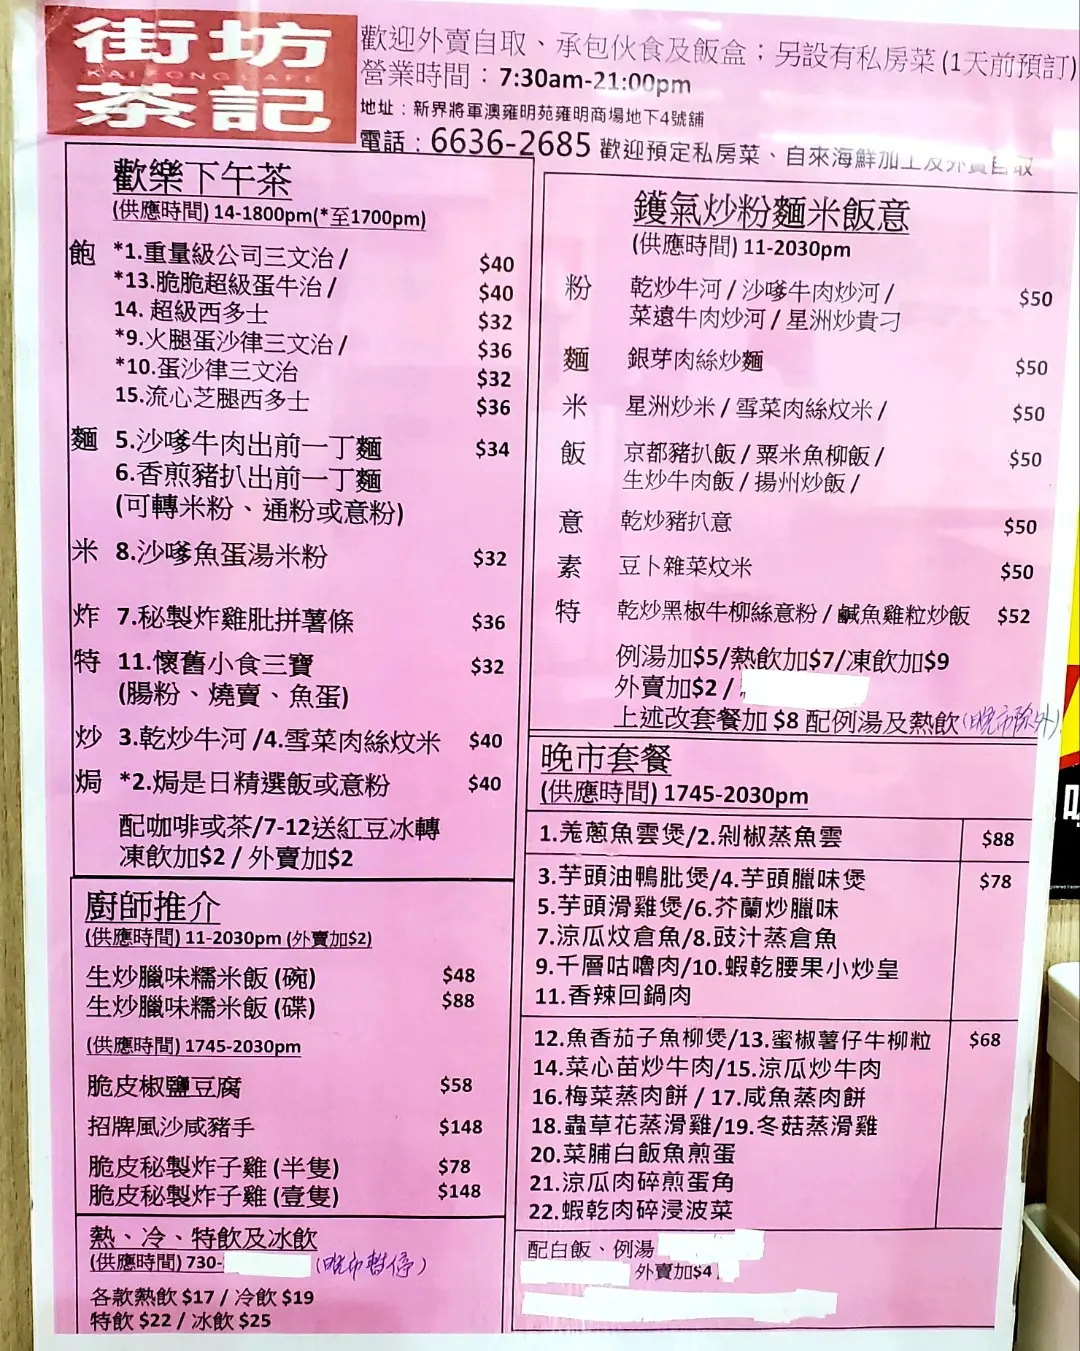 街坊
KAI FONG CAFE
茶記
歡迎外賣自取、承包伙食及飯盒；另設有私房菜(1天前預訂)
營業時間：7:30am-21:00pm
地址：新界將軍澳雍明苑雍明商場地下4號舖
電話：6636-2685 歡迎預定私房菜、自來海鮮加工及外賣自取
歡樂下午茶
(供應時間) 14-1800pm(*至1700pm)
飽 *1.重量級公司三文治 / $40
*13.脆脆超級蛋牛治 / $40
14. 超級西多士 $32
*9.火腿蛋沙律三文治 / $36
*10.蛋沙律三文治 $32
15.流心芝腿西多士 $36
麵 5.沙嗲牛肉出前一丁麵 $34
6.香煎豬扒出前一丁麵
(可轉米粉、通粉或意粉)
米 8.沙嗲魚蛋湯米粉 $32
炸 7.秘製炸雞肶拼薯條 $36
特 11.懷舊小食三寶 $32
(腸粉、燒賣、魚蛋)
炒 3.乾炒牛河 /4.雪菜肉絲炆米 $40
焗 *2.焗是日精選飯或意粉 $40
配咖啡或茶/7-12送紅豆冰轉
凍飲加$2 / 外賣加$2
廚師推介
(供應時間) 11-2030pm (外賣加$2)
生炒臘味糯米飯 (碗) $48
生炒臘味糯米飯 (碟) $88
(供應時間) 1745-2030pm
脆皮椒鹽豆腐 $58
招牌風沙咸豬手 $148
脆皮秘製炸子雞 (半隻) $78
脆皮秘製炸子雞 (壹隻) $148
熱、冷、特飲及冰飲
(供應時間) 730- (晚市暫停)
各款熱飲 $17 / 冷飲 $19
特飲 $22 / 冰飲 $25
鑊氣炒粉麵米飯意
(供應時間) 11-2030pm
粉 乾炒牛河 / 沙嗲牛肉炒河 / $50
菜遠牛肉炒河 / 星洲炒貴刁
麵 銀芽肉絲炒麵 $50
米 星洲炒米 / 雪菜肉絲炆米 / $50
飯 京都豬扒飯 / 粟米魚柳飯 / $50
生炒牛肉飯 / 揚州炒飯 /
意 乾炒豬扒意 $50
素 豆卜雜菜炆米 $50
特 乾炒黑椒牛柳絲意粉 / 鹹魚雞粒炒飯 $52
例湯加$5/熱飲加$7/凍飲加$9
外賣加$2 /
上述改套餐加 $8 配例湯及熱飲(晚市除外)
晚市套餐
(供應時間) 1745-2030pm
1.羗蔥魚雲煲/2.剁椒蒸魚雲 $88
3.芋頭油鴨肶煲/4.芋頭臘味煲 $78
5.芋頭滑雞煲/6.芥蘭炒臘味
7.涼瓜炆倉魚/8.豉汁蒸倉魚
9.千層咕嚕肉/10.蝦乾腰果小炒皇
11.香辣回鍋肉
12.魚香茄子魚柳煲/13.蜜椒薯仔牛柳粒 $68
14.菜心苗炒牛肉/15.涼瓜炒牛肉
16.梅菜蒸肉餅 / 17.咸魚蒸肉餅
18.蟲草花蒸滑雞/19.冬菇蒸滑雞
20.菜脯白飯魚煎蛋
21.涼瓜肉碎煎蛋角
22.蝦乾肉碎浸波菜
配白飯、例湯
外賣加$4